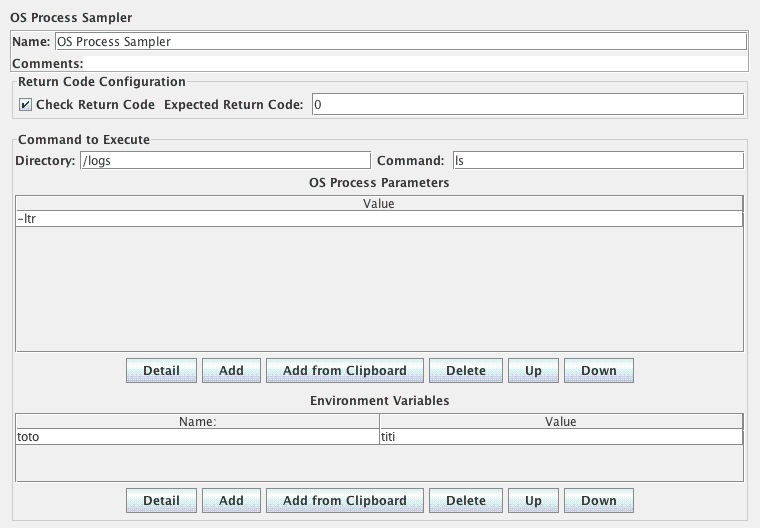 OS Process Sampler
Name: OS Process Sampler
Comments:
Return Code Configuration
Check Return Code Expected Return Code: 0
Command to Execute
Directory: /logs Command: ls
OS Process Parameters
Value
-ltr
Detail Add Add from Clipboard Delete Up Down
Environment Variables
Name: Value
toto titi
Detail Add Add from Clipboard Delete Up Down